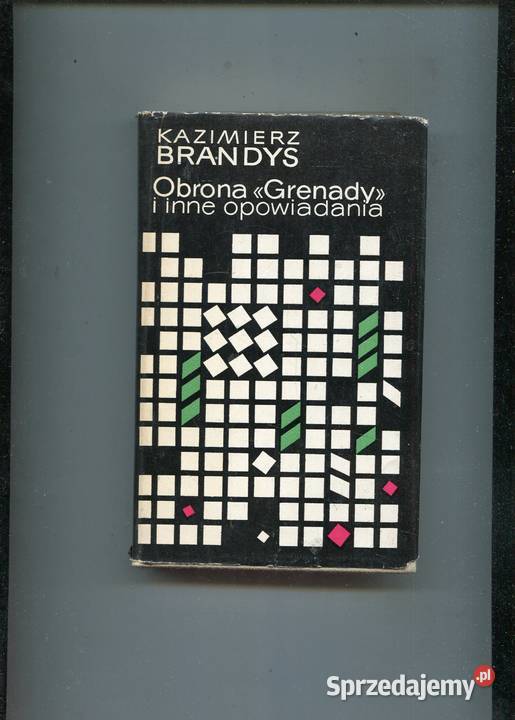 KAZIMIERZ
BRANDYS
Obrona «Grenady»
i inne opowiadania
Sprzedajemy.pl